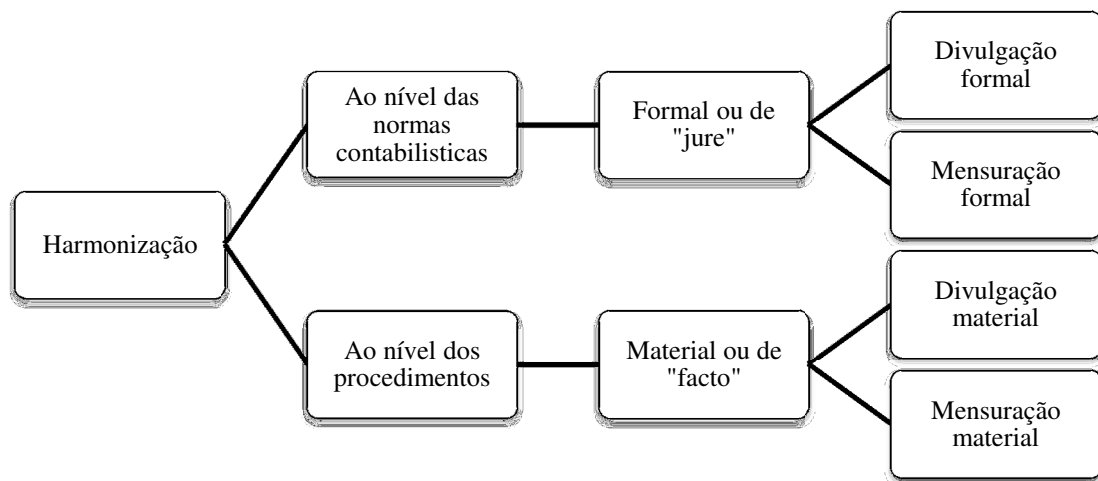 Harmonização
Ao nível das
normas
contabilisticas
Formal ou de
"jure"
Divulgação
formal
Mensuração
formal
Ao nível dos
procedimentos
Material ou de
"facto"
Divulgação
material
Mensuração
material